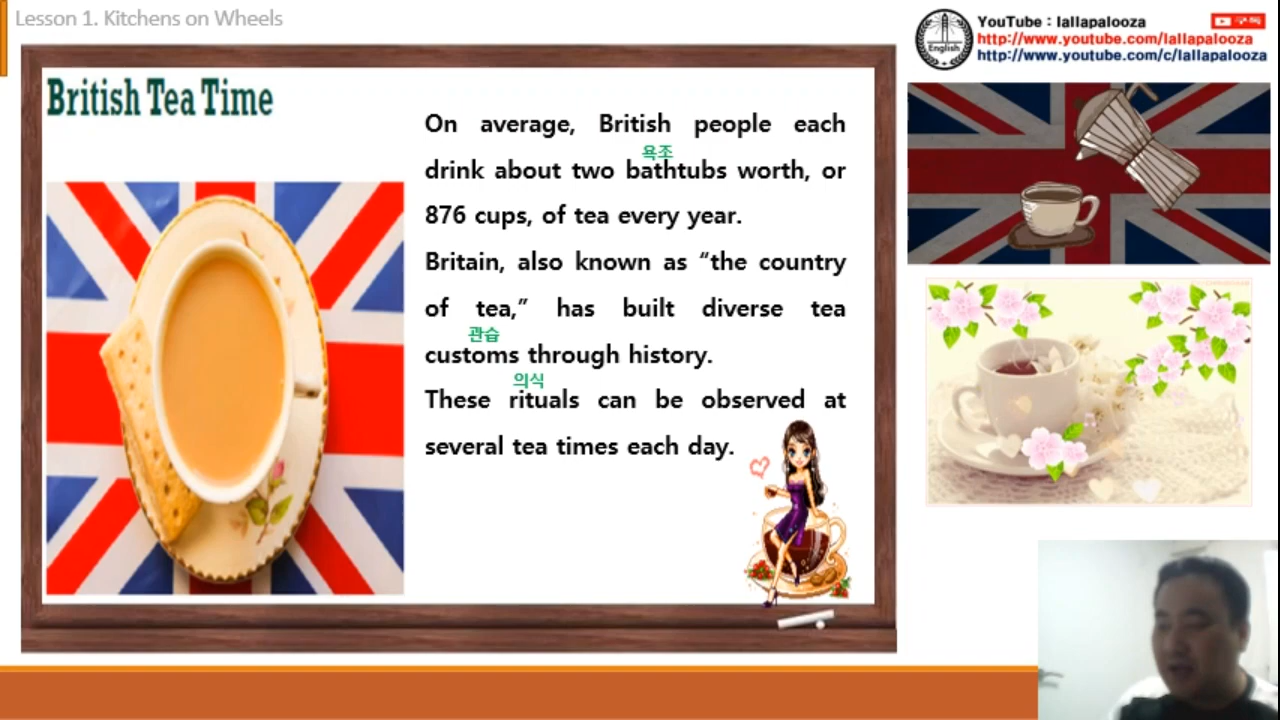 Lesson 1. Kitchens on Wheels
YouTube : lallapalooza
구독
http://www.youtube.com/lallapalooza
http://www.youtube.com/c/lallapalooza
English
British Tea Time
On average, British people each
욕조
drink about two bathtubs worth, or
876 cups, of tea every year.
Britain, also known as “the country
of tea,” has built diverse tea
관습
customs through history.
의식
These rituals can be observed at
several tea times each day.